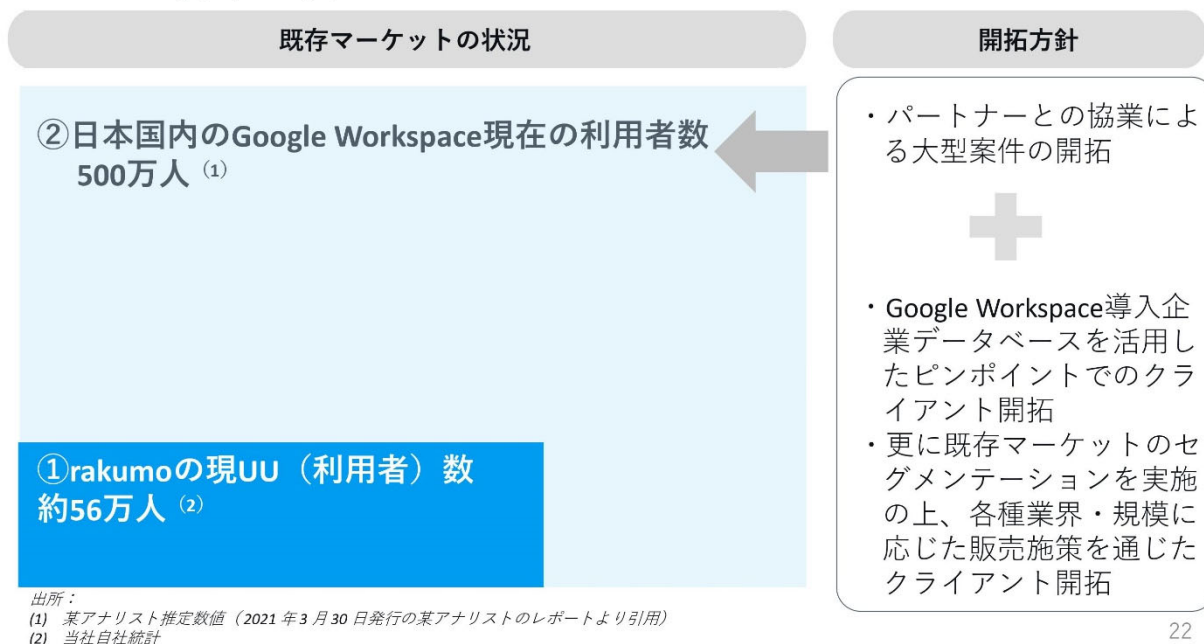 既存マーケットの状況
開拓方針
②日本国内のGoogle Workspace現在の利用者数
500万人 (1)
①rakumoの現UU（利用者）数
約56万人 (2)
・パートナーとの協業によ
る大型案件の開拓
・Google Workspace導入企
業データベースを活用し
たピンポイントでのクラ
イアント開拓
・更に既存マーケットのセ
グメンテーションを実施
の上、各種業界・規模に
応じた販売施策を通じた
クライアント開拓
出所：
(1) 某アナリスト推定数値（2021年3月30日発行の某アナリストのレポートより引用）
(2) 当社自社統計
22